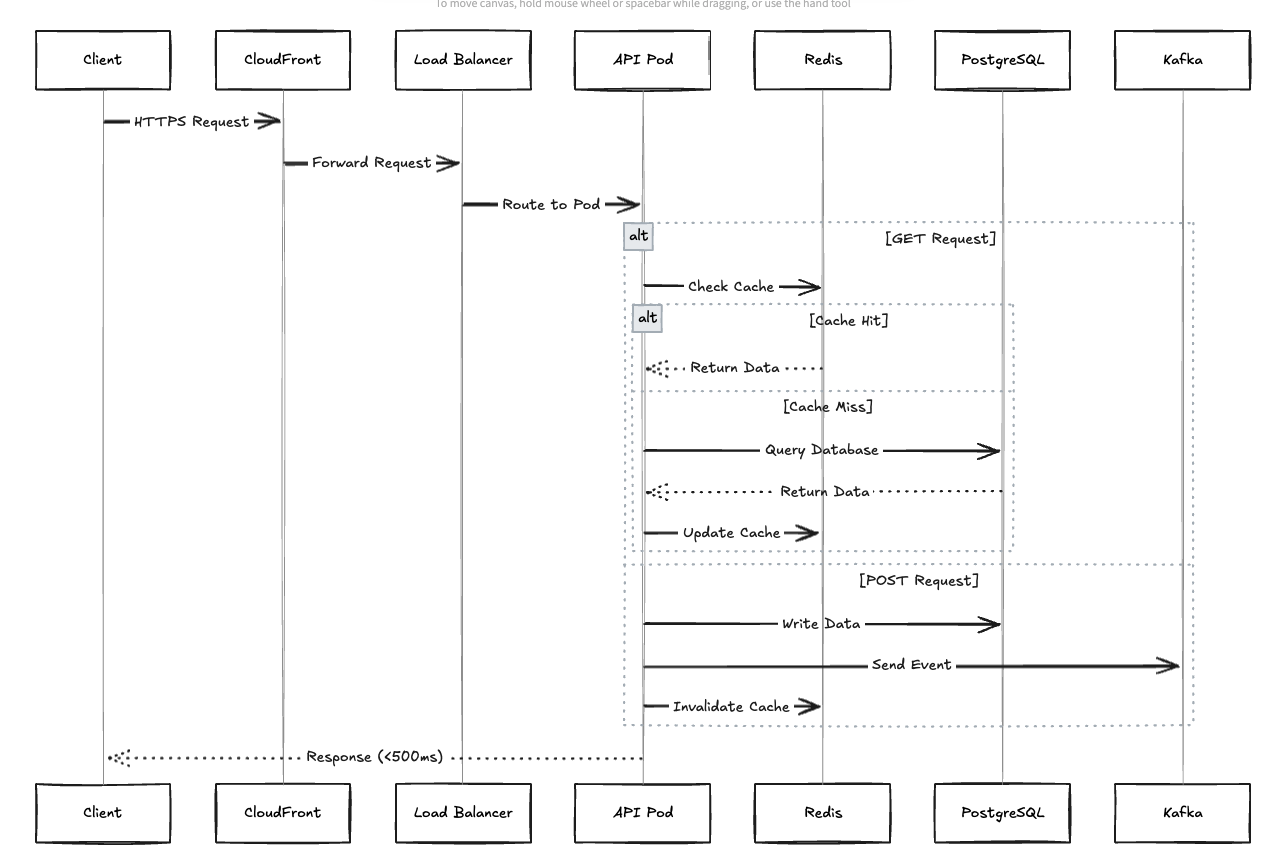 To move canvas, hold mouse wheel or spacebar while dragging, or use the hand tool
Client
CloudFront
Load Balancer
API Pod
Redis
PostgreSQL
Kafka
HTTPS Request
Forward Request
Route to Pod
alt
[GET Request]
Check Cache
alt
[Cache Hit]
Return Data
[Cache Miss]
Query Database
Return Data
Update Cache
[POST Request]
Write Data
Send Event
Invalidate Cache
Response (<500ms)
Client
CloudFront
Load Balancer
API Pod
Redis
PostgreSQL
Kafka